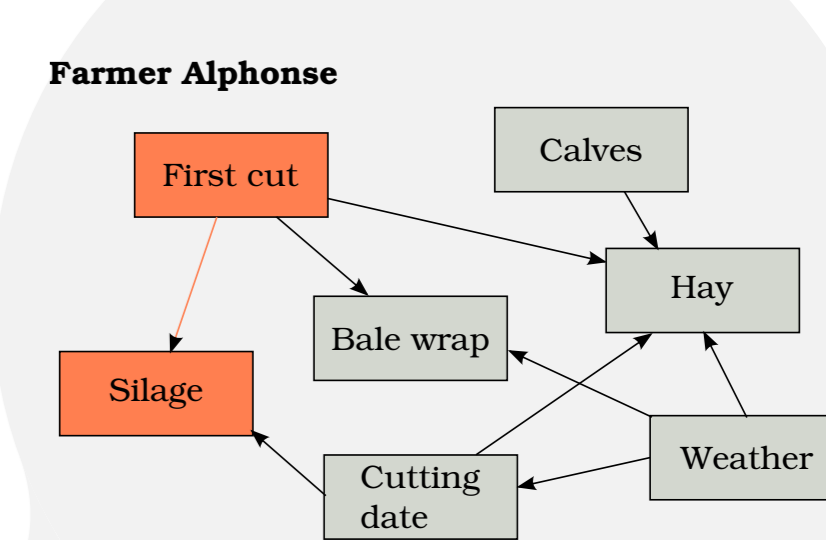 Farmer Alphonse
First cut
Calves
Hay
Bale wrap
Silage
Weather
Cutting
date